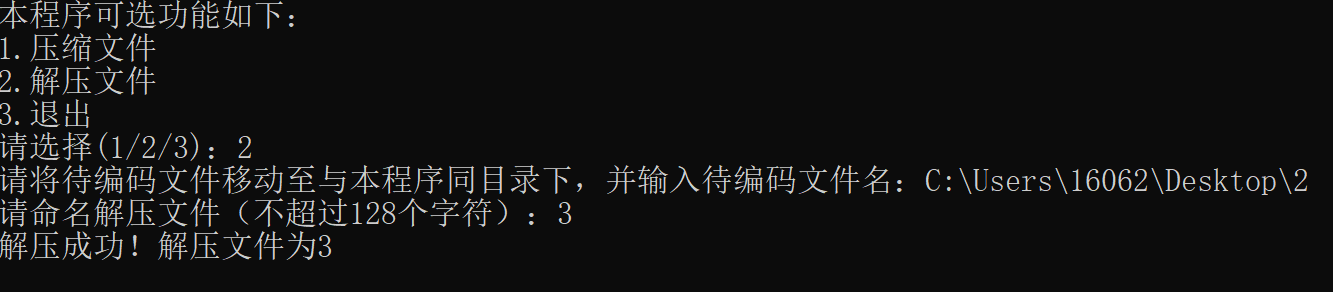 本程序可选功能如下：
1.压缩文件
2.解压文件
3.退出
请选择(1/2/3)：2
请将待编码文件移动至与本程序同目录下，并输入待编码文件名：C:\Users\16062\Desktop\2
请命名解压文件（不超过128个字符）：3
解压成功！解压文件为3